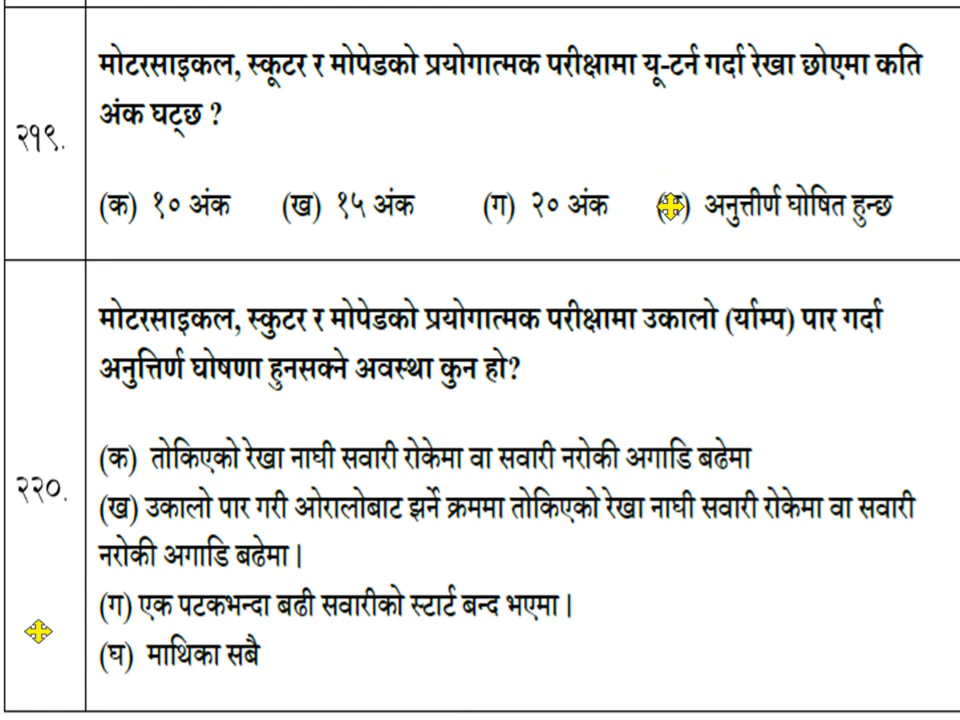 मोटरसाइकल, स्कूटर र मोपेडको प्रयोगात्मक परीक्षामा यू-टर्न गर्दा रेखा छोएमा कति
अंक घट्छ ?
२१९.
(क) १० अंक (ख) १५ अंक (ग) २० अंक अनुत्तीर्ण घोषित हुन्छ
मोटरसाइकल, स्कुटर र मोपेडको प्रयोगात्मक परीक्षामा उकालो (र्याम्प) पार गर्दा
अनुत्तिर्ण घोषणा हुनसक्ने अवस्था कुन हो?
(क) तोकिएको रेखा नाघी सवारी रोकेमा वा सवारी नरोकी अगाडि बढेमा
२२०.
(ख) उकालो पार गरी ओरालोबाट झर्ने क्रममा तोकिएको रेखा नाघी सवारी रोकेमा वा सवारी
नरोकी अगाडि बढेमा |
(ग) एक पटकभन्दा बढी सवारीको स्टार्ट बन्द भएमा |
(घ) माथिका सबै